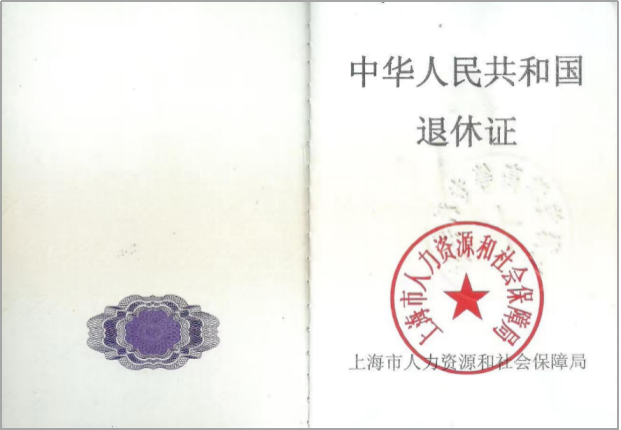 中华人民共和国
退休证
上海市人力资源和社会保障局
上海市人力资源和社会保障局